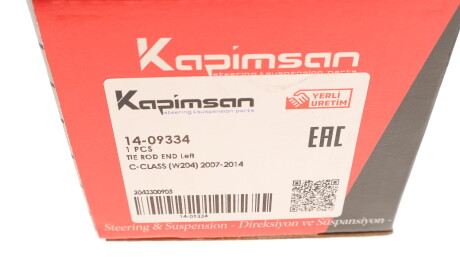 Kapimsan
steering & suspension parts
Kapimsan
steering & suspension parts
YERLİ
ÜRETİM
14-09334
1 PCS
TIE ROD END Left
C-CLASS (W204) 2007-2014
EAC
14-09334
Steering & Suspension - Direksiyon ve Süspansiyon -